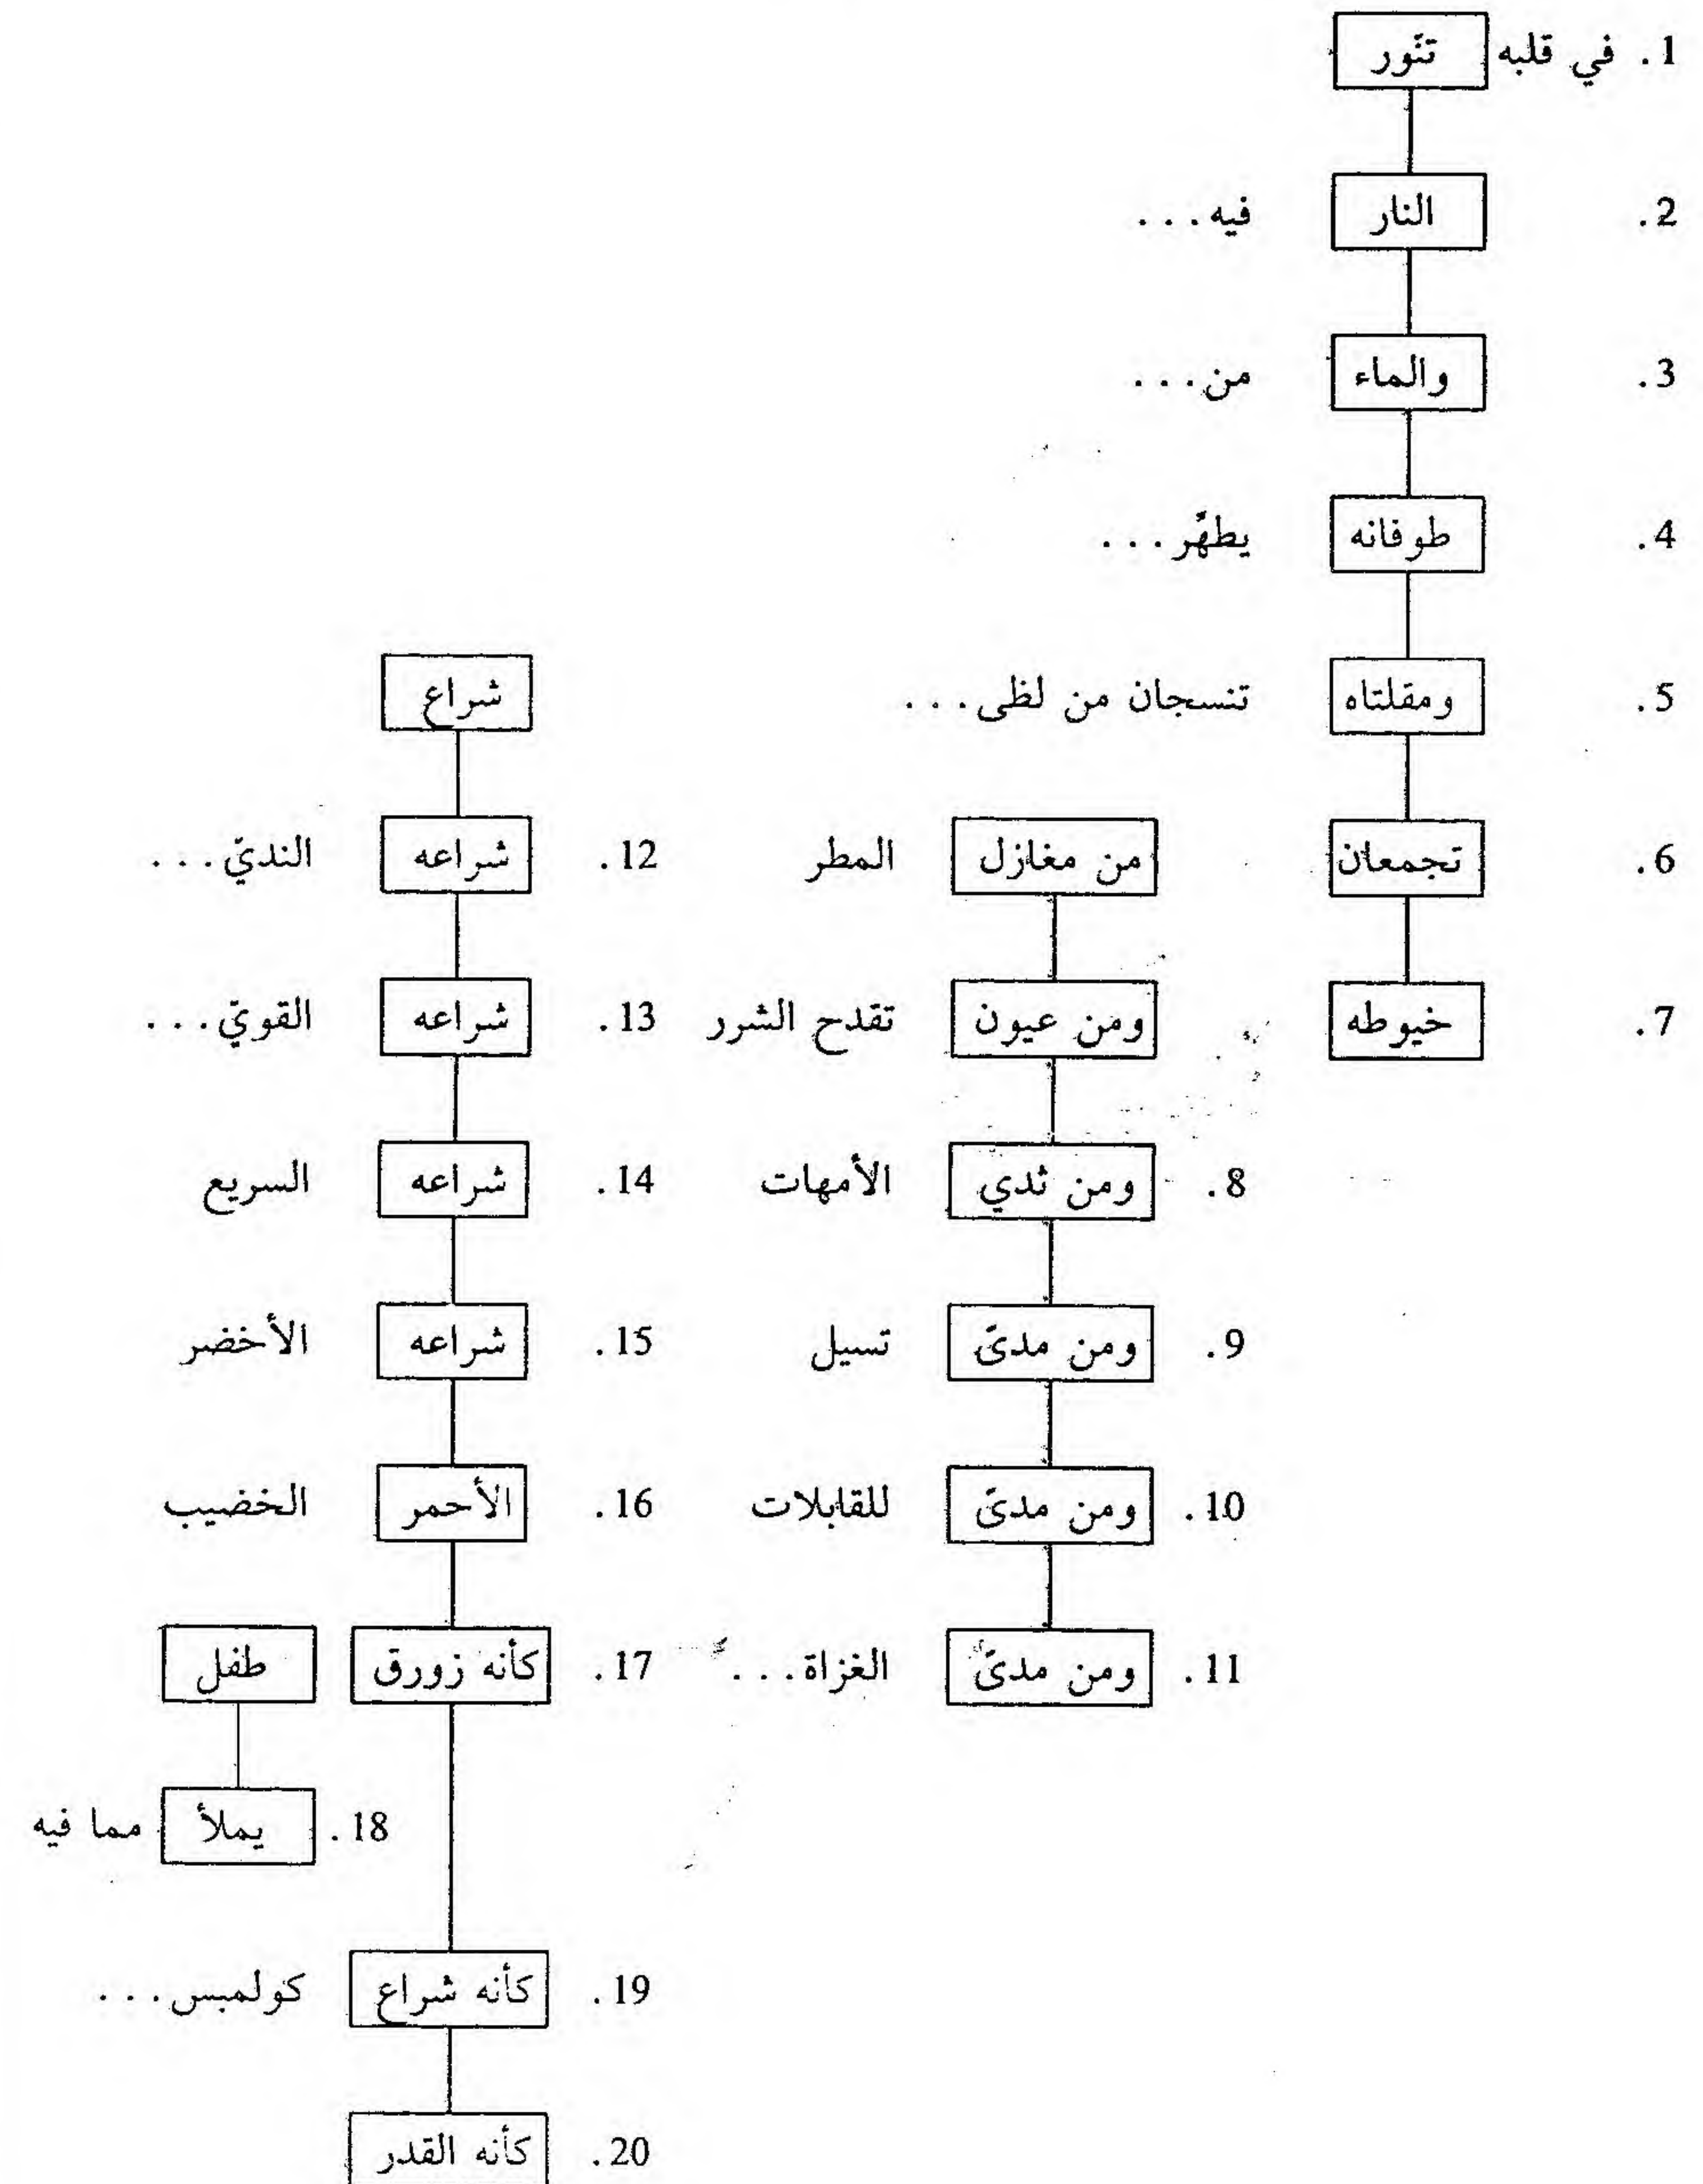 1. في قلبه تنّور
2. النار فيه...
3. والماء من...
4. طوفانه يطهّر...
5. ومقلتاه تنسجان من لظى... شراع
6. تجمعان من مغازل المطر
7. خيوطه ومن عيون تقدح الشرر
8. ومن ثدي الأمهات
9. ومن مدىً تسيل
10. ومن مدىً للقابلات
11. ومن مدىً الغزاة...
12. شراعه النديّ...
13. شراعه القويّ...
14. شراعه السريع
15. شراعه الأخضر
16. الأحمر الخضيب
17. كأنه زورق طفل
18. يملأ مما فيه
19. كأنه شراع كولمبس...
20. كأنه القدر